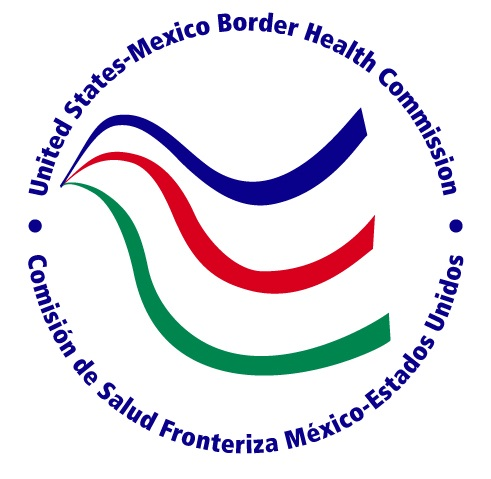 United States-Mexico Border Health Commission
Comisión de Salud Fronteriza México-Estados Unidos